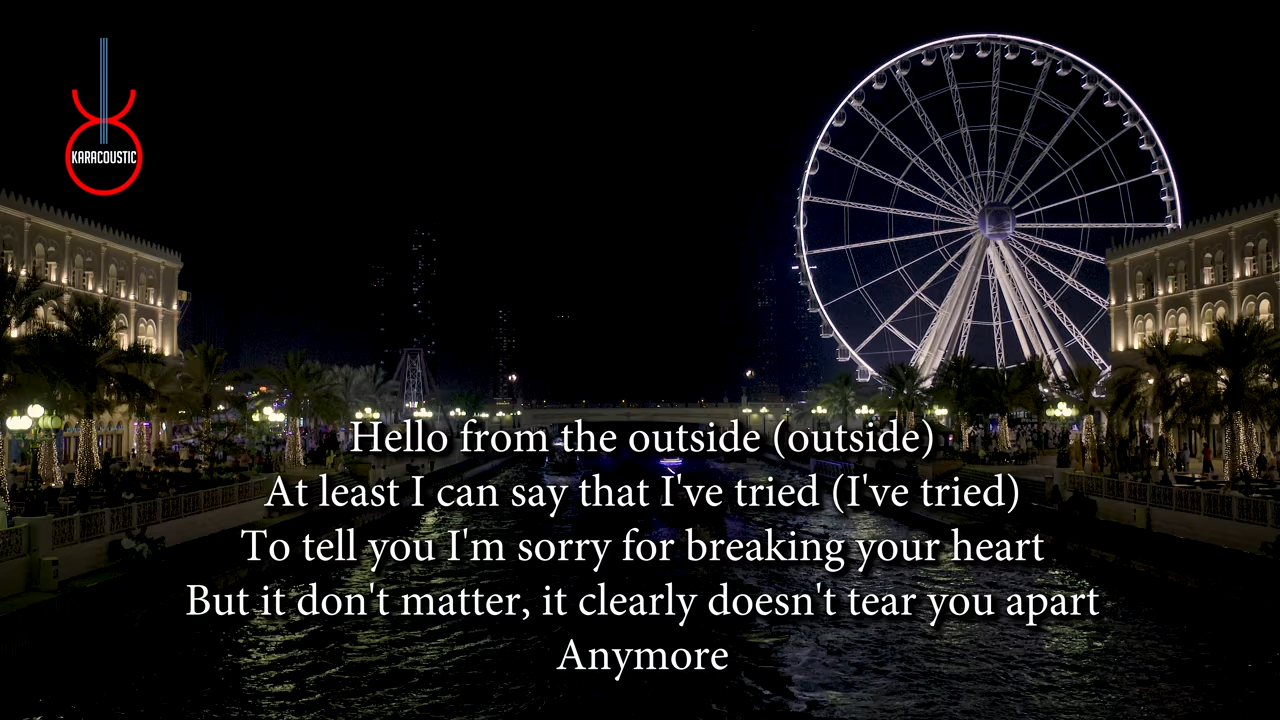 KARACOUSTIC
Hello from the outside (outside)
At least I can say that I've tried (I've tried)
To tell you I'm sorry for breaking your heart
But it don't matter, it clearly doesn't tear you apart
Anymore